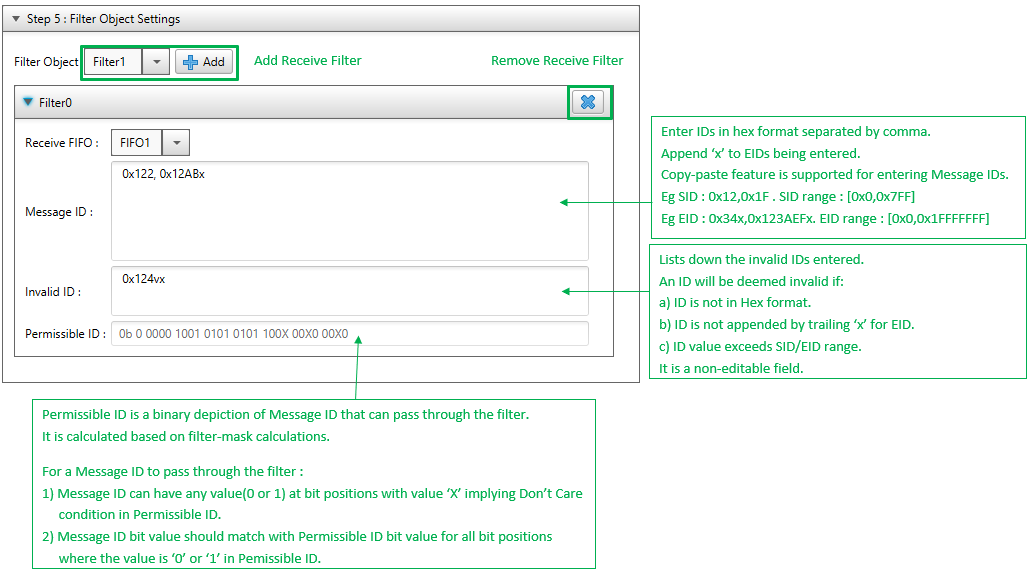 Step 5 : Filter Object Settings
Filter Object Filter1 Add Add Receive Filter Remove Receive Filter
Filter0
Receive FIFO : FIFO1
Message ID : 0x122, 0x12ABx
Enter IDs in hex format separated by comma.
Append ‘x’ to EIDs being entered.
Copy-paste feature is supported for entering Message IDs.
Eg SID : 0x12,0x1F . SID range : [0x0,0x7FF]
Eg EID : 0x34x,0x123AEFx. EID range : [0x0,0x1FFFFFFF]
Invalid ID : 0x124vx
Lists down the invalid IDs entered.
An ID will be deemed invalid if:
a) ID is not in Hex format.
b) ID is not appended by trailing ‘x’ for EID.
c) ID value exceeds SID/EID range.
It is a non-editable field.
Permissible ID : 0b 0 0000 1001 0101 0101 100X 00X0 00X0
Permissible ID is a binary depiction of Message ID that can pass through the filter.
It is calculated based on filter-mask calculations.
For a Message ID to pass through the filter :
1) Message ID can have any value(0 or 1) at bit positions with value ‘X’ implying Don’t Care
condition in Permissible ID.
2) Message ID bit value should match with Permissible ID bit value for all bit positions
where the value is ‘0’ or ‘1’ in Pemissible ID.